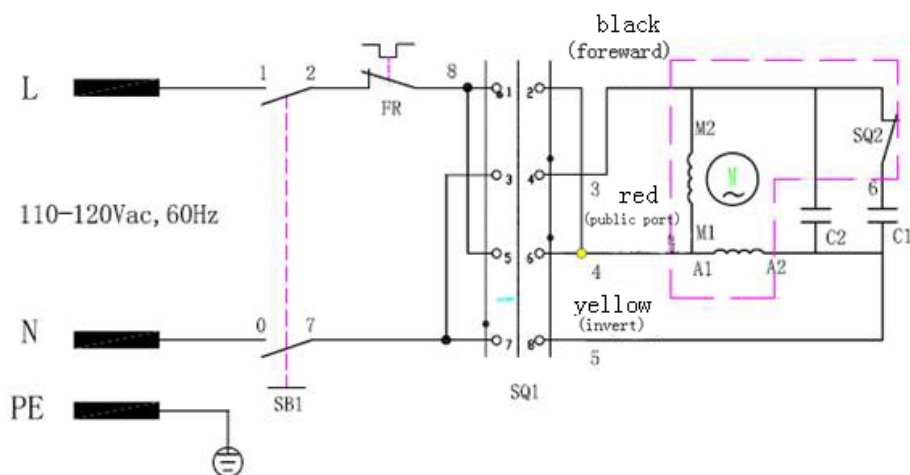 black
(foreward)
L
1
2
8
FR
1
2
M2
SQ2
M
3
4
3
6
red
(public port)
110-120Vac, 60Hz
M1
C2
C1
5
6
4
A1
A2
yellow
(invert)
N
0
7
7
8
5
SB1
SQ1
PE